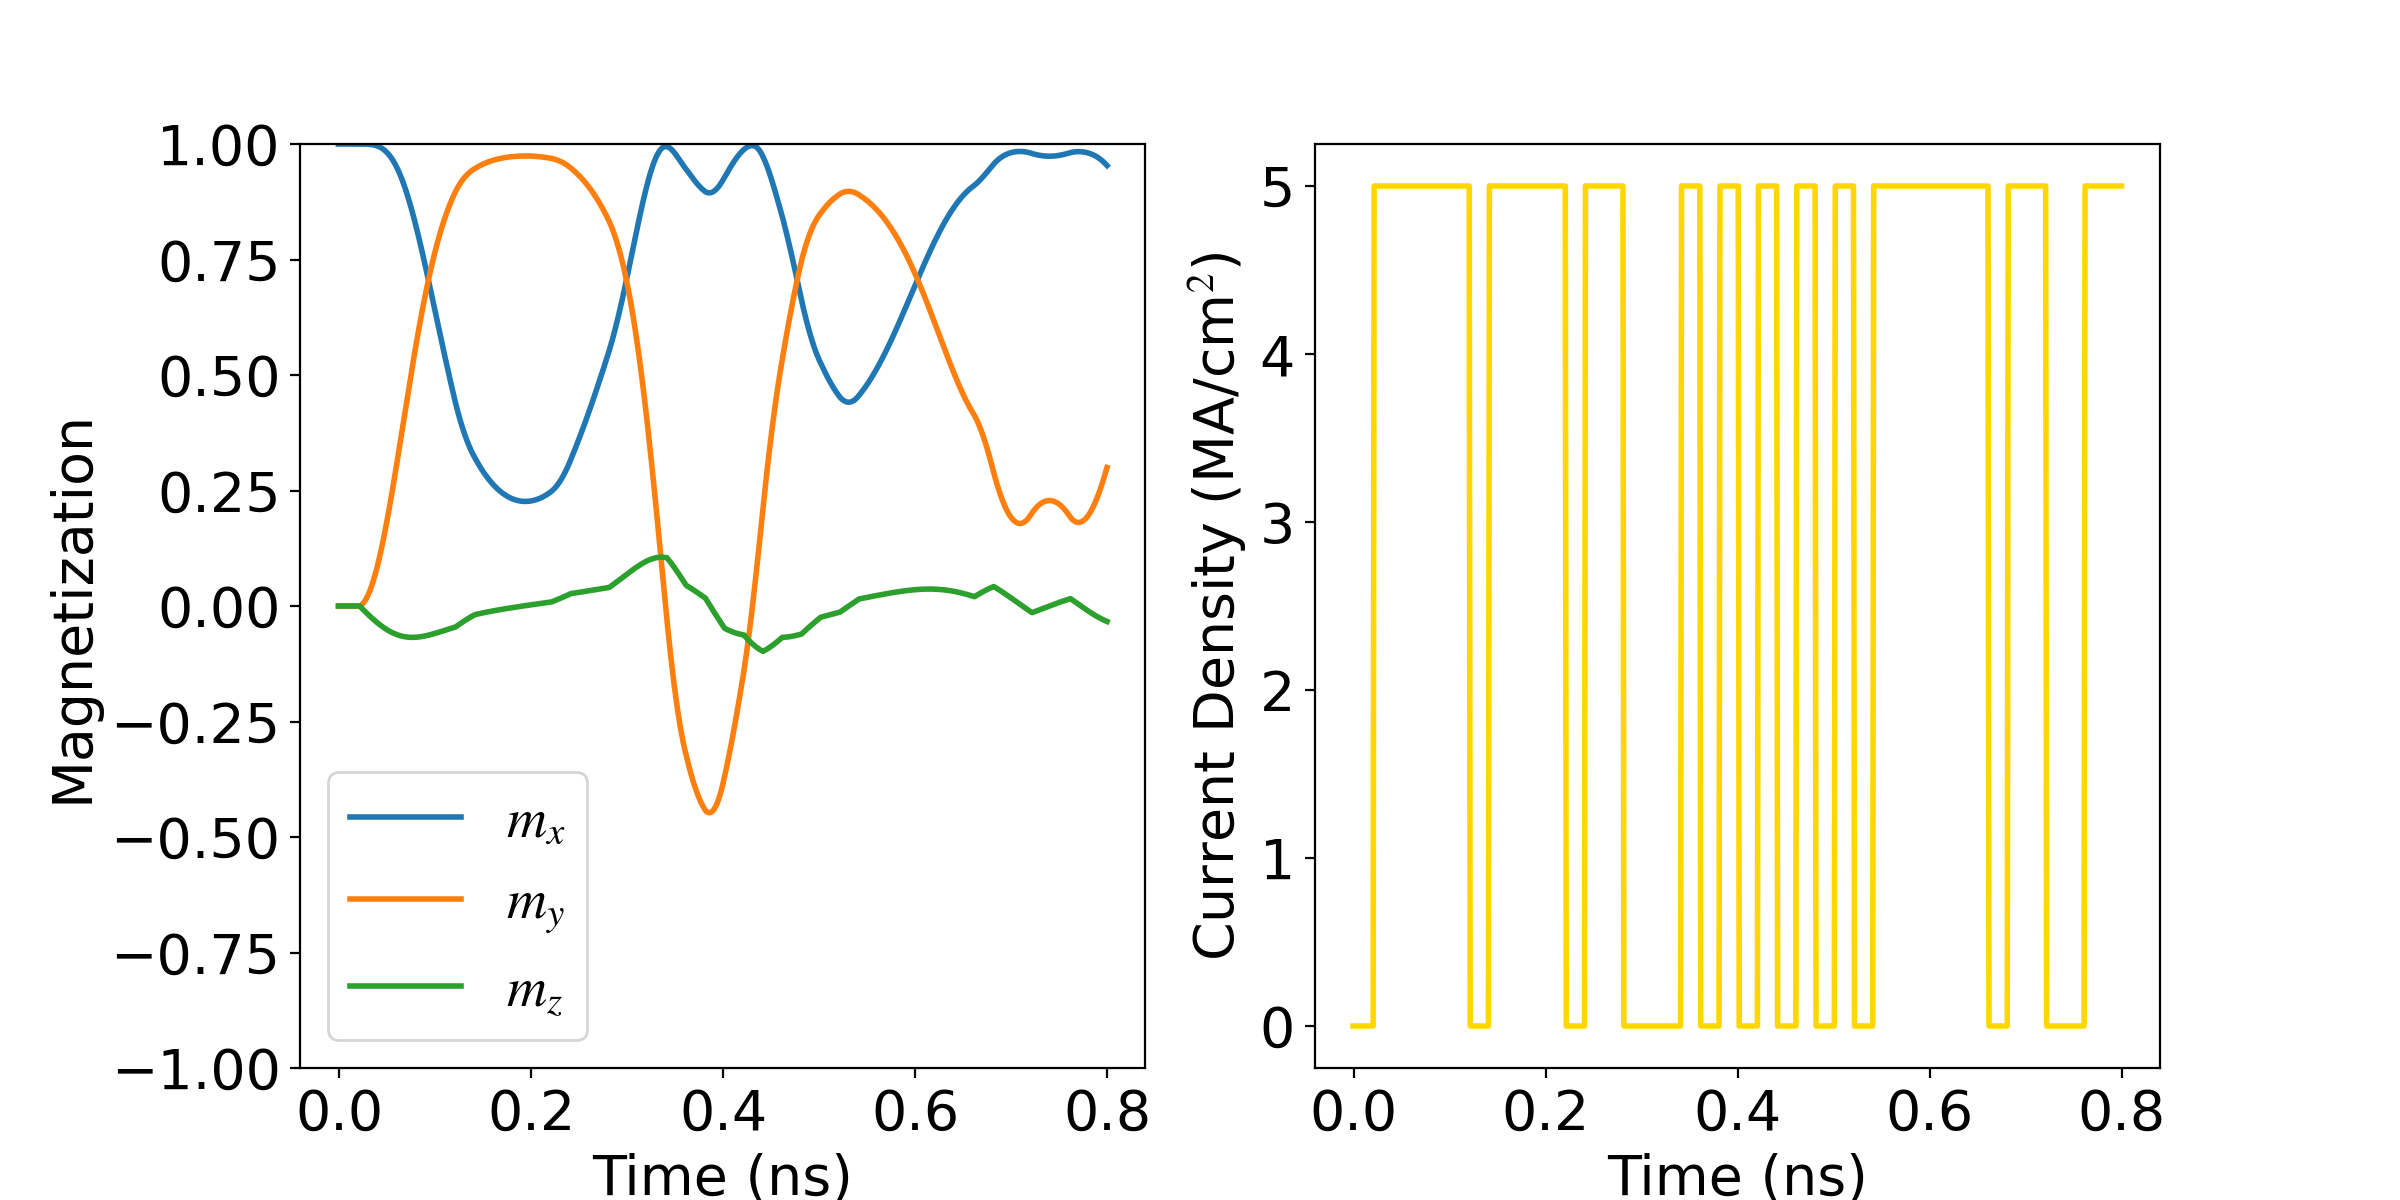 Magnetization
1.00
0.75
0.50
0.25
0.00
−0.25
−0.50
−0.75
−1.00
m_x
m_y
m_z
0.0 0.2 0.4 0.6 0.8
Time (ns)
Current Density (MA/cm²)
5
4
3
2
1
0
0.0 0.2 0.4 0.6 0.8
Time (ns)